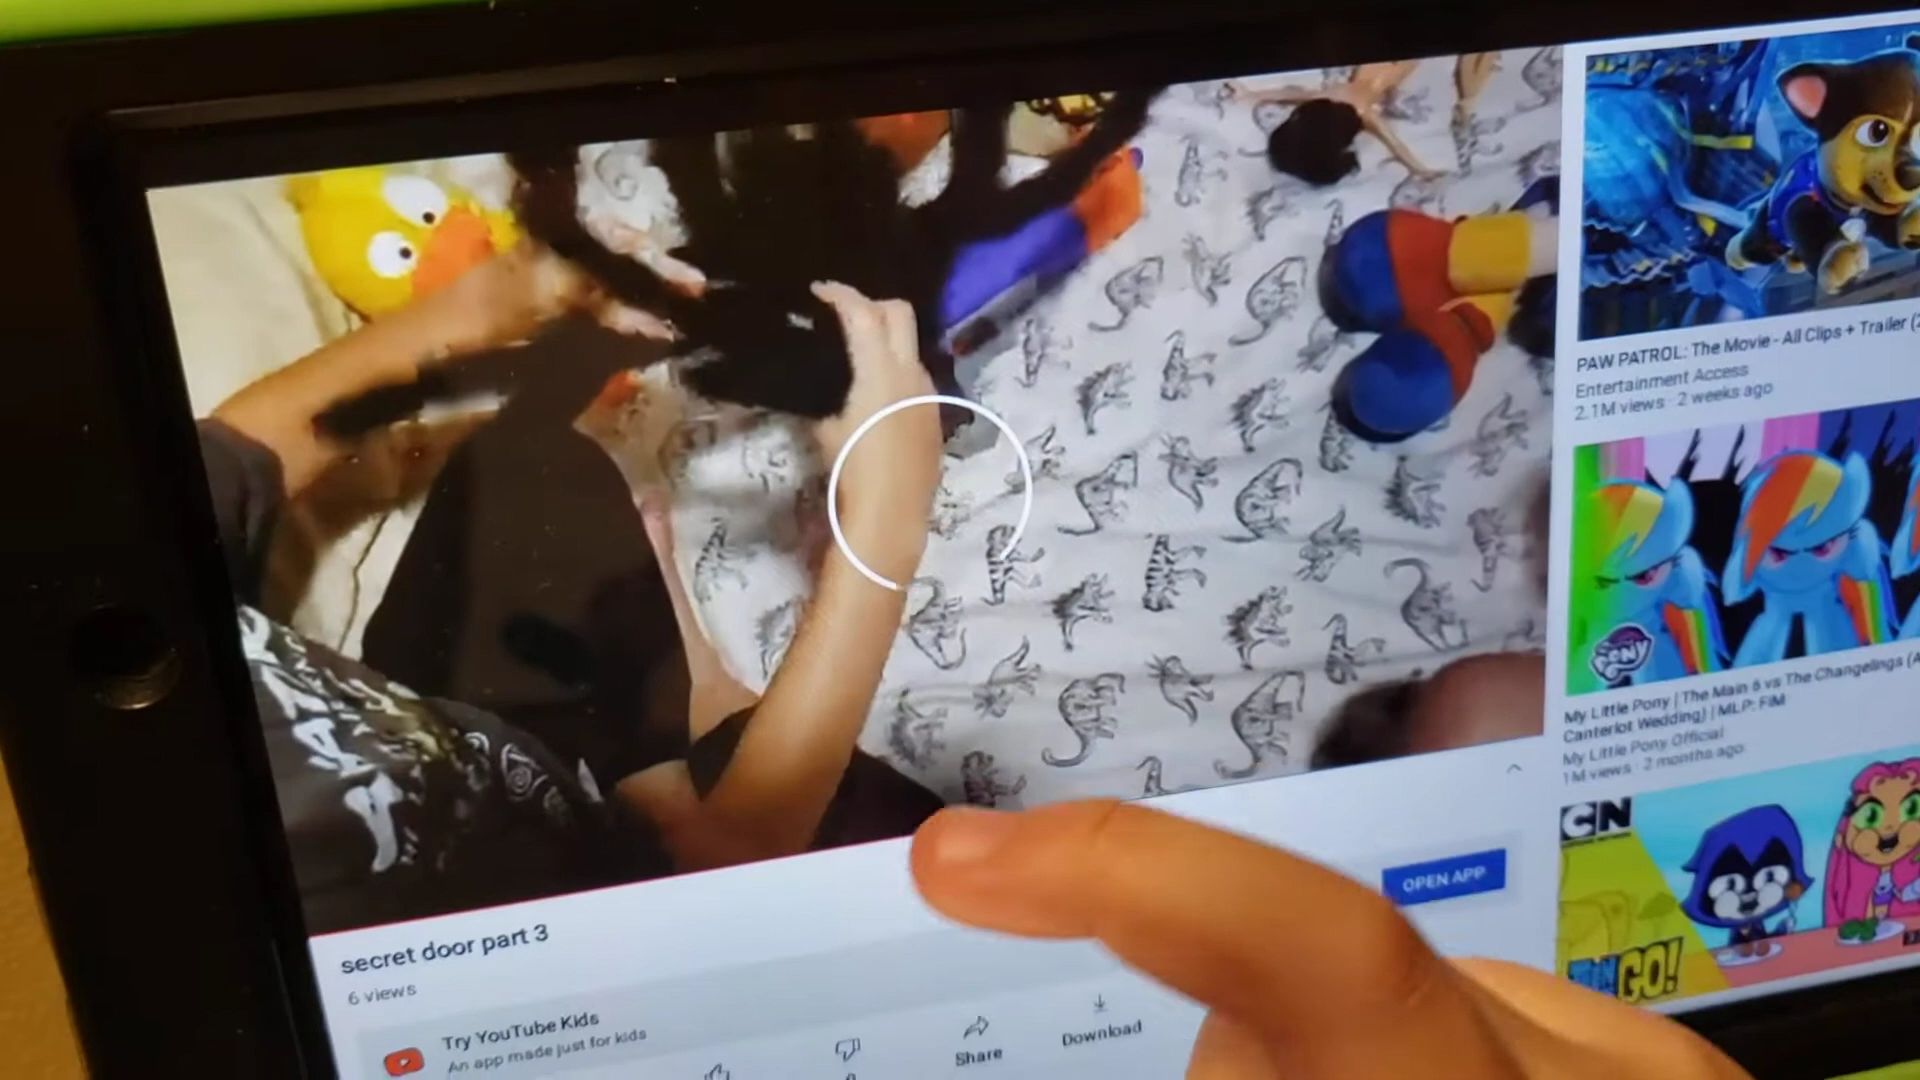 secret door part 3
6 views
Try YouTube Kids
An app made just for kids
Share
Download
OPEN APP
PAW PATROL: The Movie - All Clips + Trailer (2
Entertainment Access
2.1M views · 2 weeks ago
PONY
My Little Pony | The Main 6 vs The Changelings (A
Canterlot Wedding) | MLP: FiM
My Little Pony Official
1M views · 2 months ago
CN
GO!